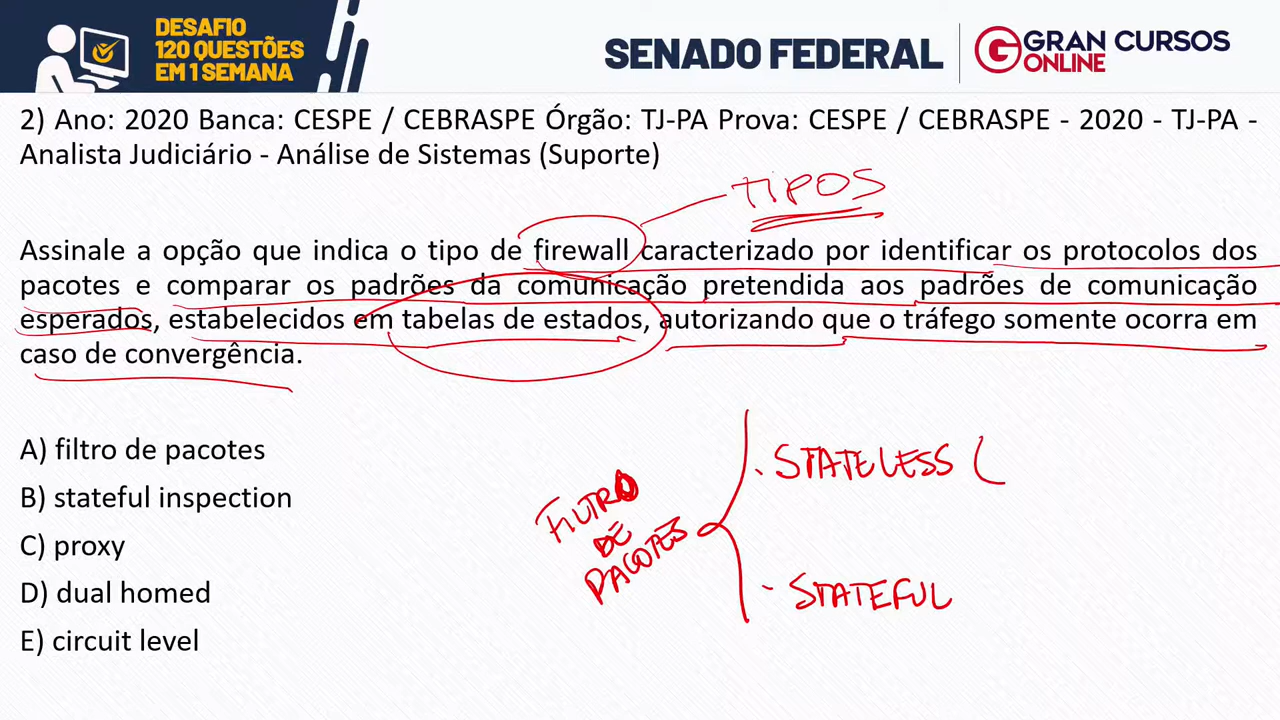 DESAFIO
120 QUESTÕES
EM 1 SEMANA
SENADO FEDERAL
GRAN CURSOS
ONLINE
2) Ano: 2020 Banca: CESPE / CEBRASPE Órgão: TJ-PA Prova: CESPE / CEBRASPE - 2020 - TJ-PA -
Analista Judiciário - Análise de Sistemas (Suporte)
TIPOS
Assinale a opção que indica o tipo de firewall caracterizado por identificar os protocolos dos
pacotes e comparar os padrões da comunicação pretendida aos padrões de comunicação
esperados, estabelecidos em tabelas de estados, autorizando que o tráfego somente ocorra em
caso de convergência.
A) filtro de pacotes
B) stateful inspection
C) proxy
D) dual homed
E) circuit level
FILTRO
DE
PACOTES
. STATELESS (
- STATEFUL